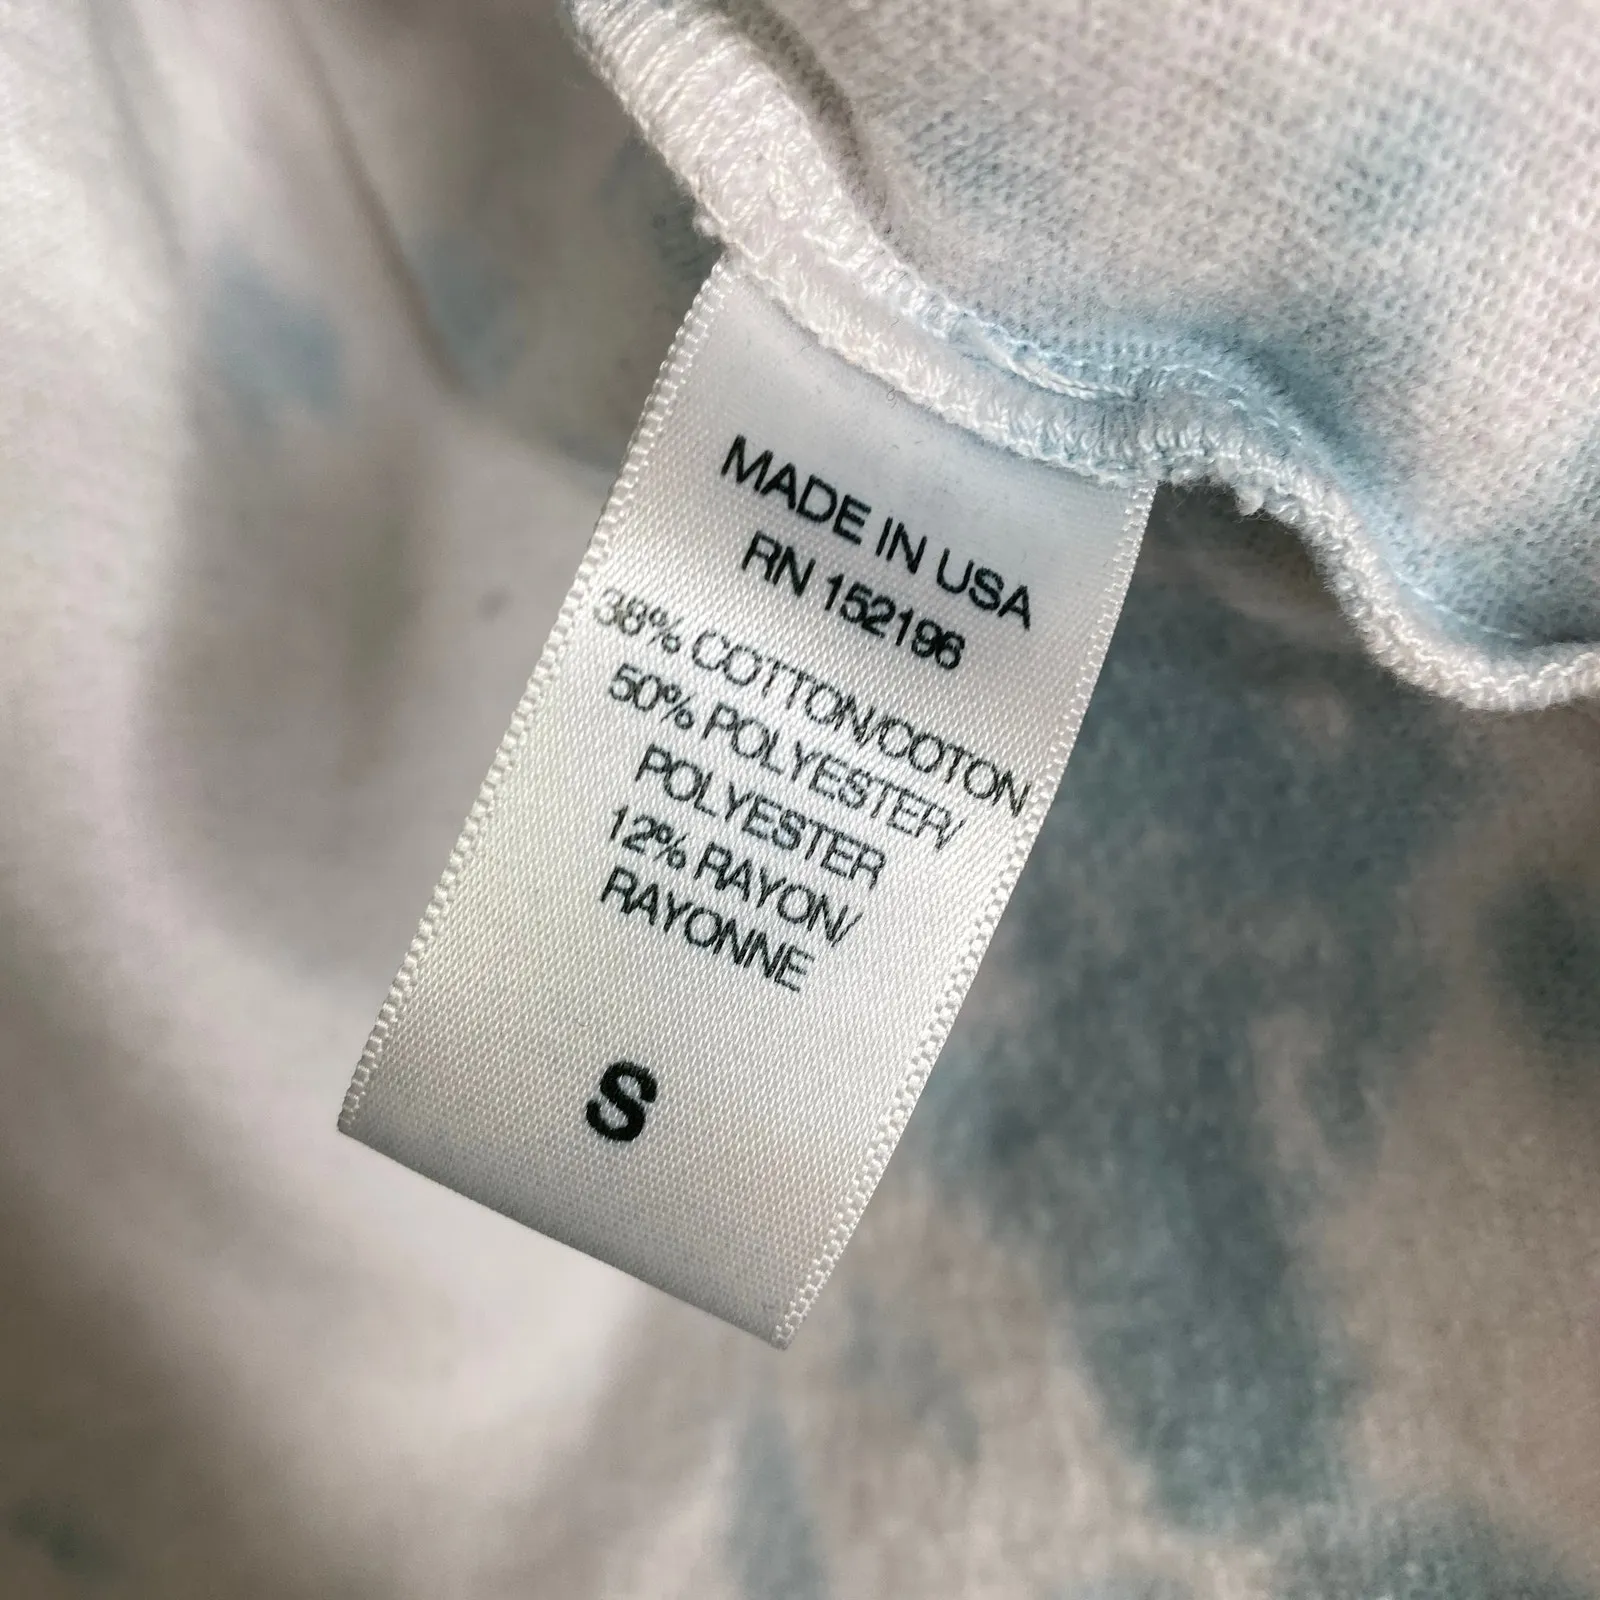 MADE IN USA
RN 152196
38% COTTON/COTON
50% POLYESTER/
POLYESTER
12% RAYON/
RAYONNE
S